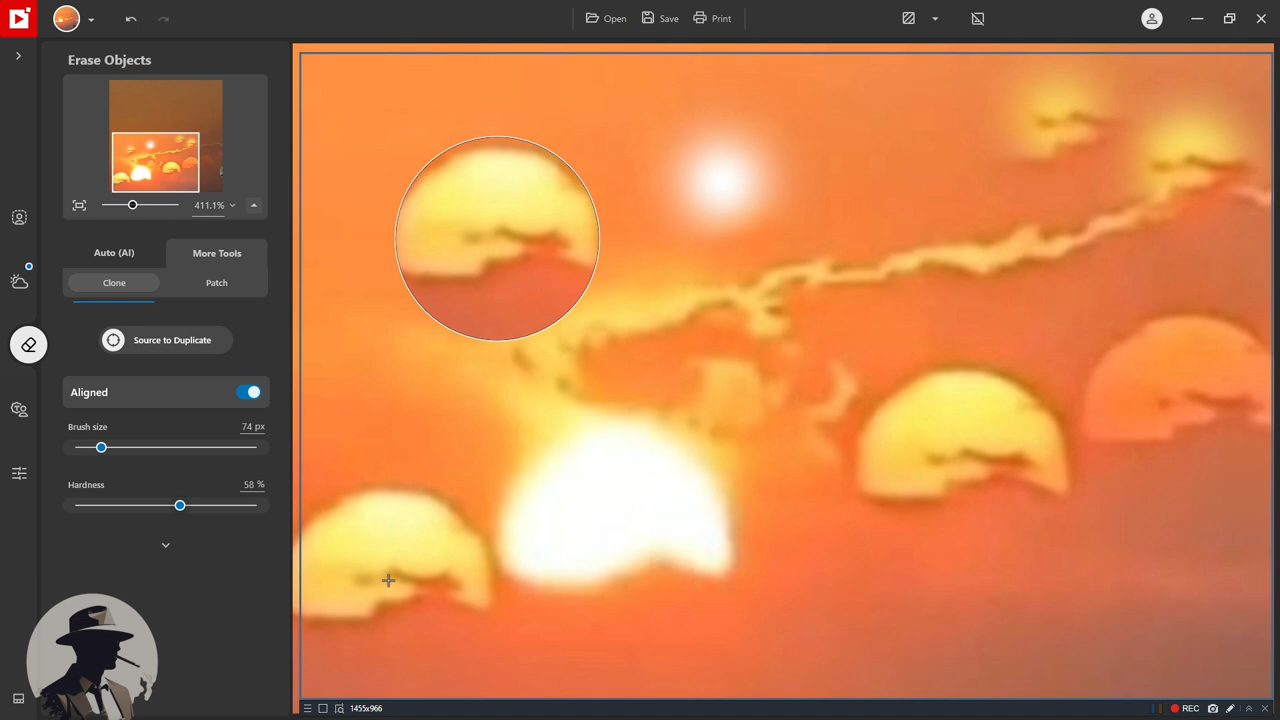 Open Save Print
Erase Objects
411.1%
Auto (AI) More Tools
Clone Patch
Source to Duplicate
Aligned
Brush size 74 px
Hardness 58 %
1455x966 REC